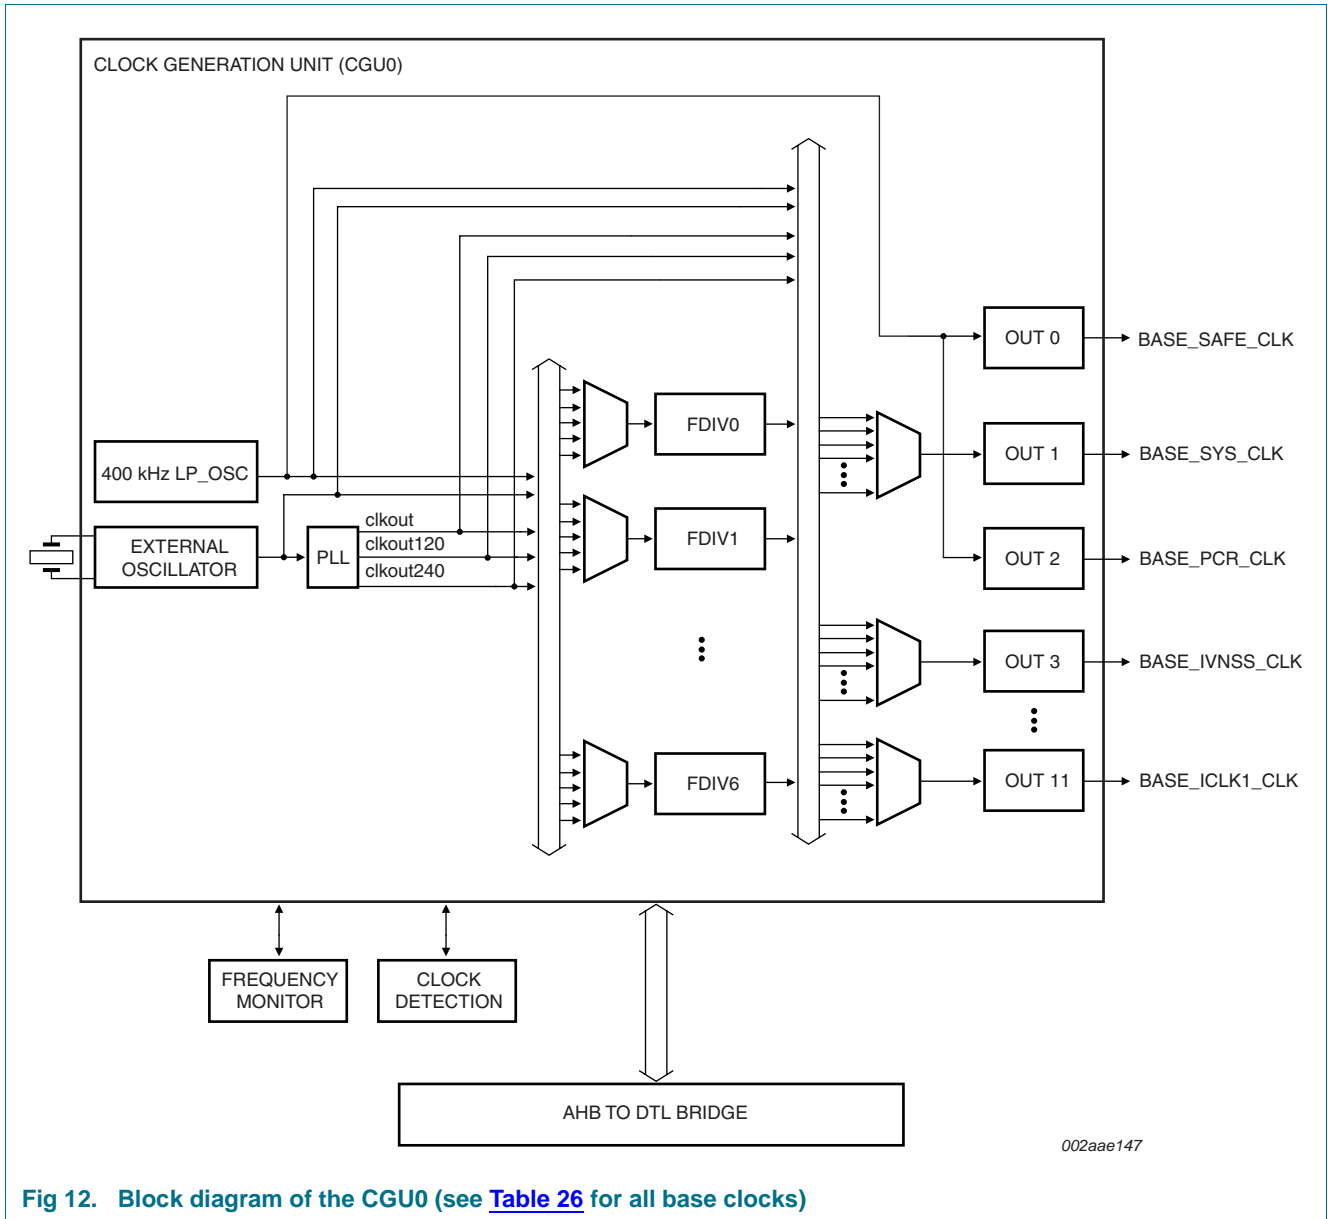 CLOCK GENERATION UNIT (CGU0)
400 kHz LP_OSC
EXTERNAL
OSCILLATOR
PLL
clkout
clkout120
clkout240
FDIV0
FDIV1
FDIV6
OUT 0
BASE_SAFE_CLK
OUT 1
BASE_SYS_CLK
OUT 2
BASE_PCR_CLK
OUT 3
BASE_IVNSS_CLK
OUT 11
BASE_ICLK1_CLK
FREQUENCY
MONITOR
CLOCK
DETECTION
AHB TO DTL BRIDGE
002aae147
Fig 12. Block diagram of the CGU0 (see Table 26 for all base clocks)